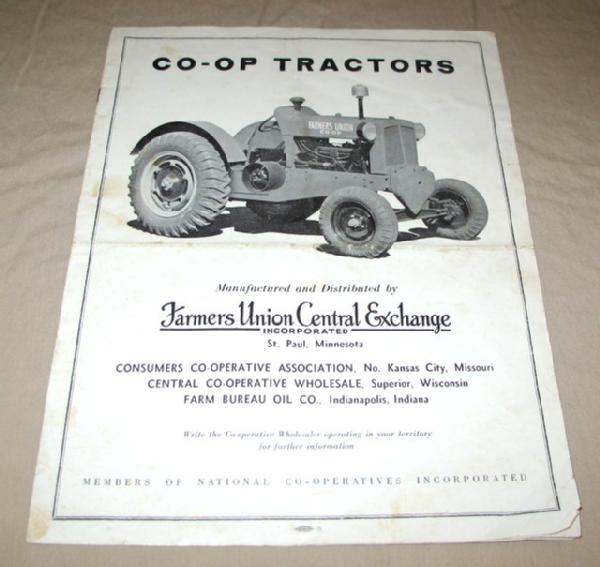 CO-OP TRACTORS
FARMERS UNION
CO-OP
Manufactured and Distributed by
Farmers Union Central Exchange
INCORPORATED
St. Paul, Minnesota
CONSUMERS CO-OPERATIVE ASSOCIATION, No. Kansas City, Missouri
CENTRAL CO-OPERATIVE WHOLESALE, Superior, Wisconsin
FARM BUREAU OIL CO., Indianapolis, Indiana
Write the Co-operative Wholesaler operating in your territory
for further information
MEMBERS OF NATIONAL CO-OPERATIVES INCORPORATED